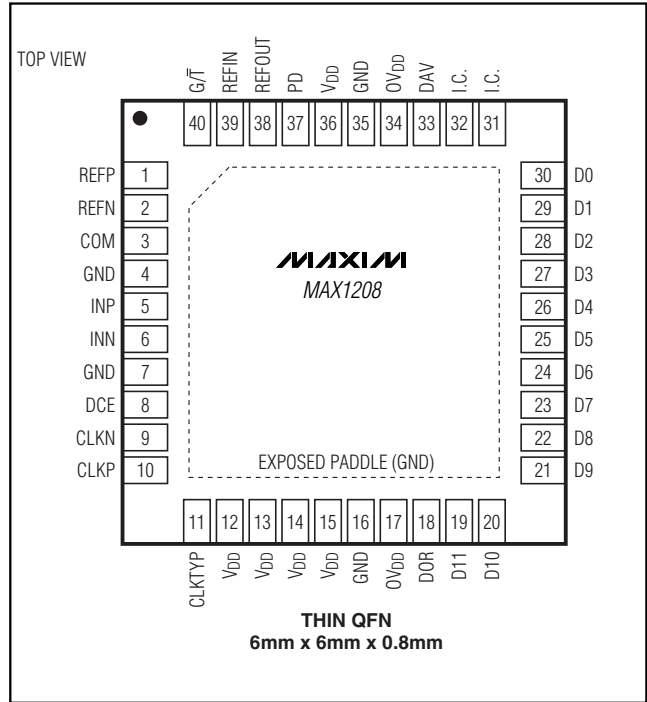 TOP VIEW
G/T̅ REFIN REFOUT PD VDD GND OVDD DAV I.C. I.C.
40 39 38 37 36 35 34 33 32 31
REFP 1 30 D0
REFN 2 29 D1
COM 3 28 D2
GND 4 27 D3
INP 5 26 D4
INN 6 25 D5
GND 7 24 D6
DCE 8 23 D7
CLKN 9 22 D8
CLKP 10 21 D9
MAXIM
MAX1208
EXPOSED PADDLE (GND)
11 12 13 14 15 16 17 18 19 20
CLKTYP VDD VDD VDD VDD GND OVDD DOR D11 D10
THIN QFN
6mm x 6mm x 0.8mm